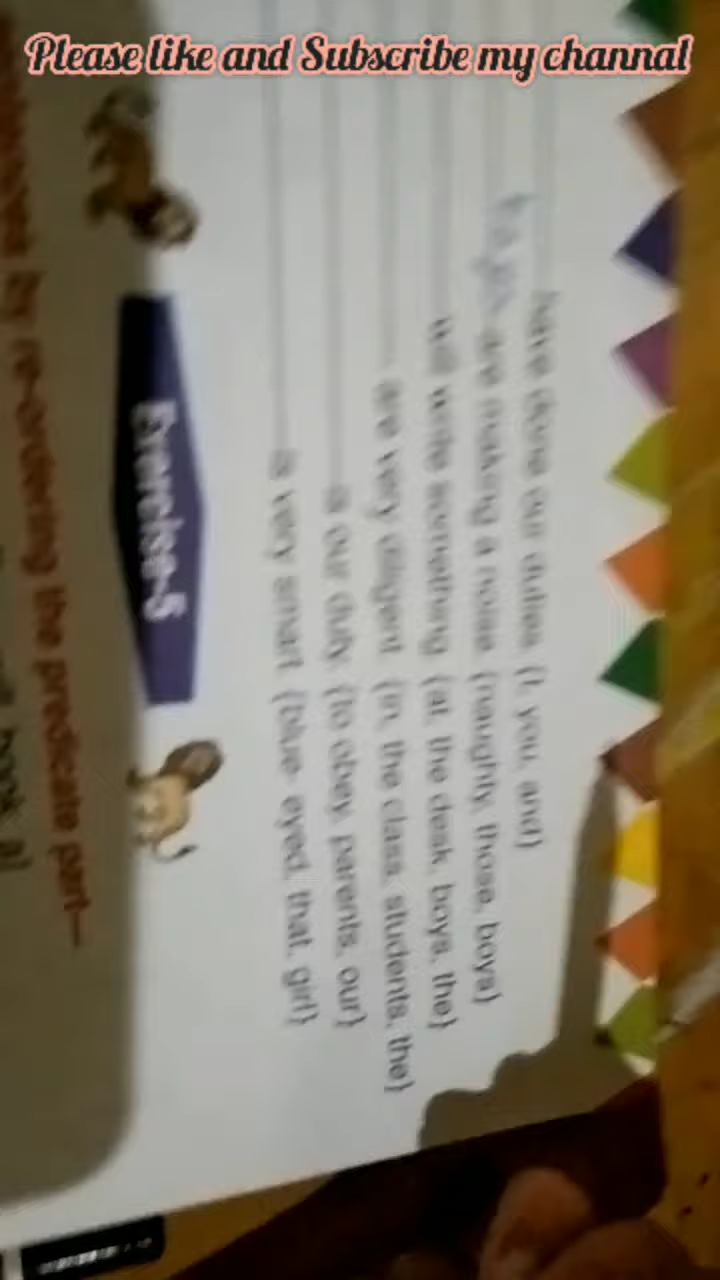 Please like and Subscribe my channal
have done our duties. {I, you, and}
are making a noise. {naughty, those, boys}
will write something. {at, the desk, boys, the}
are very diligent. {in, the class, students, the}
is our duty. {to obey, parents, our}
is very smart. {blue- eyed, that, girl}
Exercise-5
by re-ordering the predicate part—